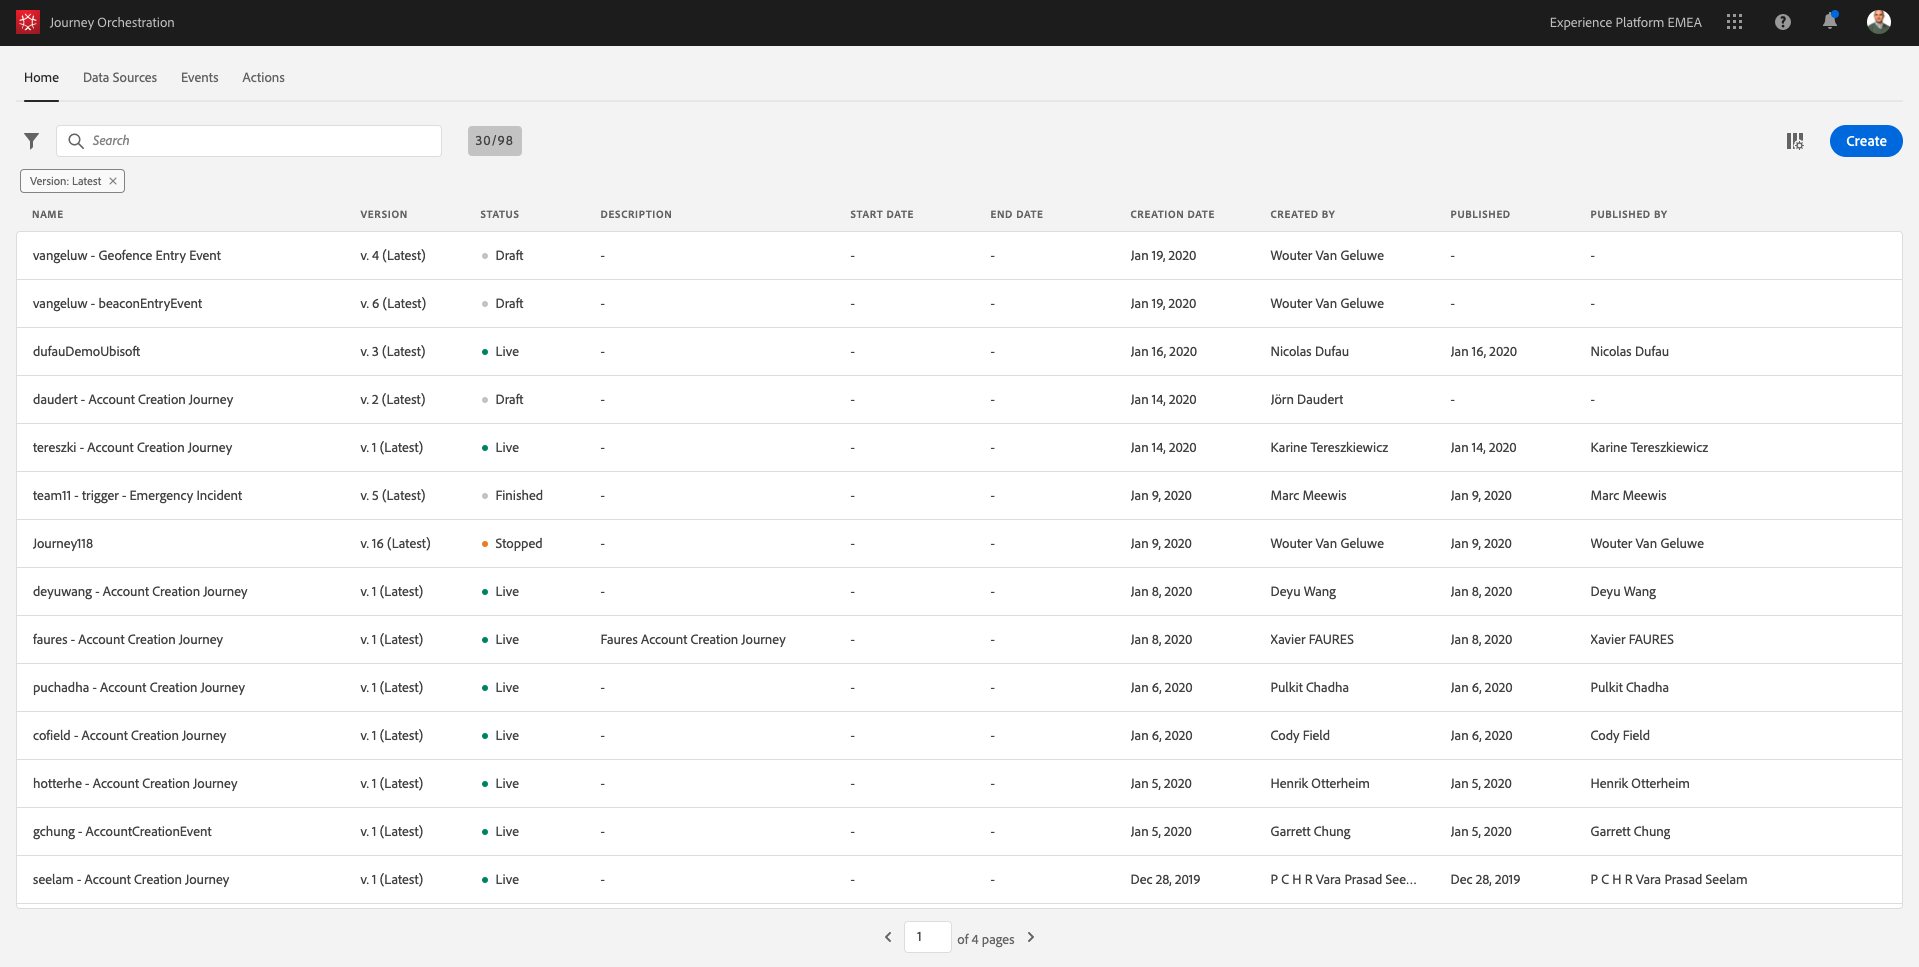 Journey Orchestration Experience Platform EMEA
Home Data Sources Events Actions
Search 30/98 Create
Version: Latest
NAME VERSION STATUS DESCRIPTION START DATE END DATE CREATION DATE CREATED BY PUBLISHED PUBLISHED BY
vangeluw - Geofence Entry Event v. 4 (Latest) Draft - - - Jan 19, 2020 Wouter Van Geluwe - -
vangeluw - beaconEntryEvent v. 6 (Latest) Draft - - - Jan 19, 2020 Wouter Van Geluwe - -
dufauDemoUbisoft v. 3 (Latest) Live - - - Jan 16, 2020 Nicolas Dufau Jan 16, 2020 Nicolas Dufau
daudert - Account Creation Journey v. 2 (Latest) Draft - - - Jan 14, 2020 Jörn Daudert - -
tereszki - Account Creation Journey v. 1 (Latest) Live - - - Jan 14, 2020 Karine Tereszkiewicz Jan 14, 2020 Karine Tereszkiewicz
team11 - trigger - Emergency Incident v. 5 (Latest) Finished - - - Jan 9, 2020 Marc Meewis Jan 9, 2020 Marc Meewis
Journey118 v. 16 (Latest) Stopped - - - Jan 9, 2020 Wouter Van Geluwe Jan 9, 2020 Wouter Van Geluwe
deyuwang - Account Creation Journey v. 1 (Latest) Live - - - Jan 8, 2020 Deyu Wang Jan 8, 2020 Deyu Wang
faures - Account Creation Journey v. 1 (Latest) Live Faures Account Creation Journey - - Jan 8, 2020 Xavier FAURES Jan 8, 2020 Xavier FAURES
puchadha - Account Creation Journey v. 1 (Latest) Live - - - Jan 6, 2020 Pulkit Chadha Jan 6, 2020 Pulkit Chadha
cofield - Account Creation Journey v. 1 (Latest) Live - - - Jan 6, 2020 Cody Field Jan 6, 2020 Cody Field
hotterhe - Account Creation Journey v. 1 (Latest) Live - - - Jan 5, 2020 Henrik Otterheim Jan 5, 2020 Henrik Otterheim
gchung - AccountCreationEvent v. 1 (Latest) Live - - - Jan 5, 2020 Garrett Chung Jan 5, 2020 Garrett Chung
seelam - Account Creation Journey v. 1 (Latest) Live - - - Dec 28, 2019 P C H R Vara Prasad See... Dec 28, 2019 P C H R Vara Prasad Seelam
1 of 4 pages